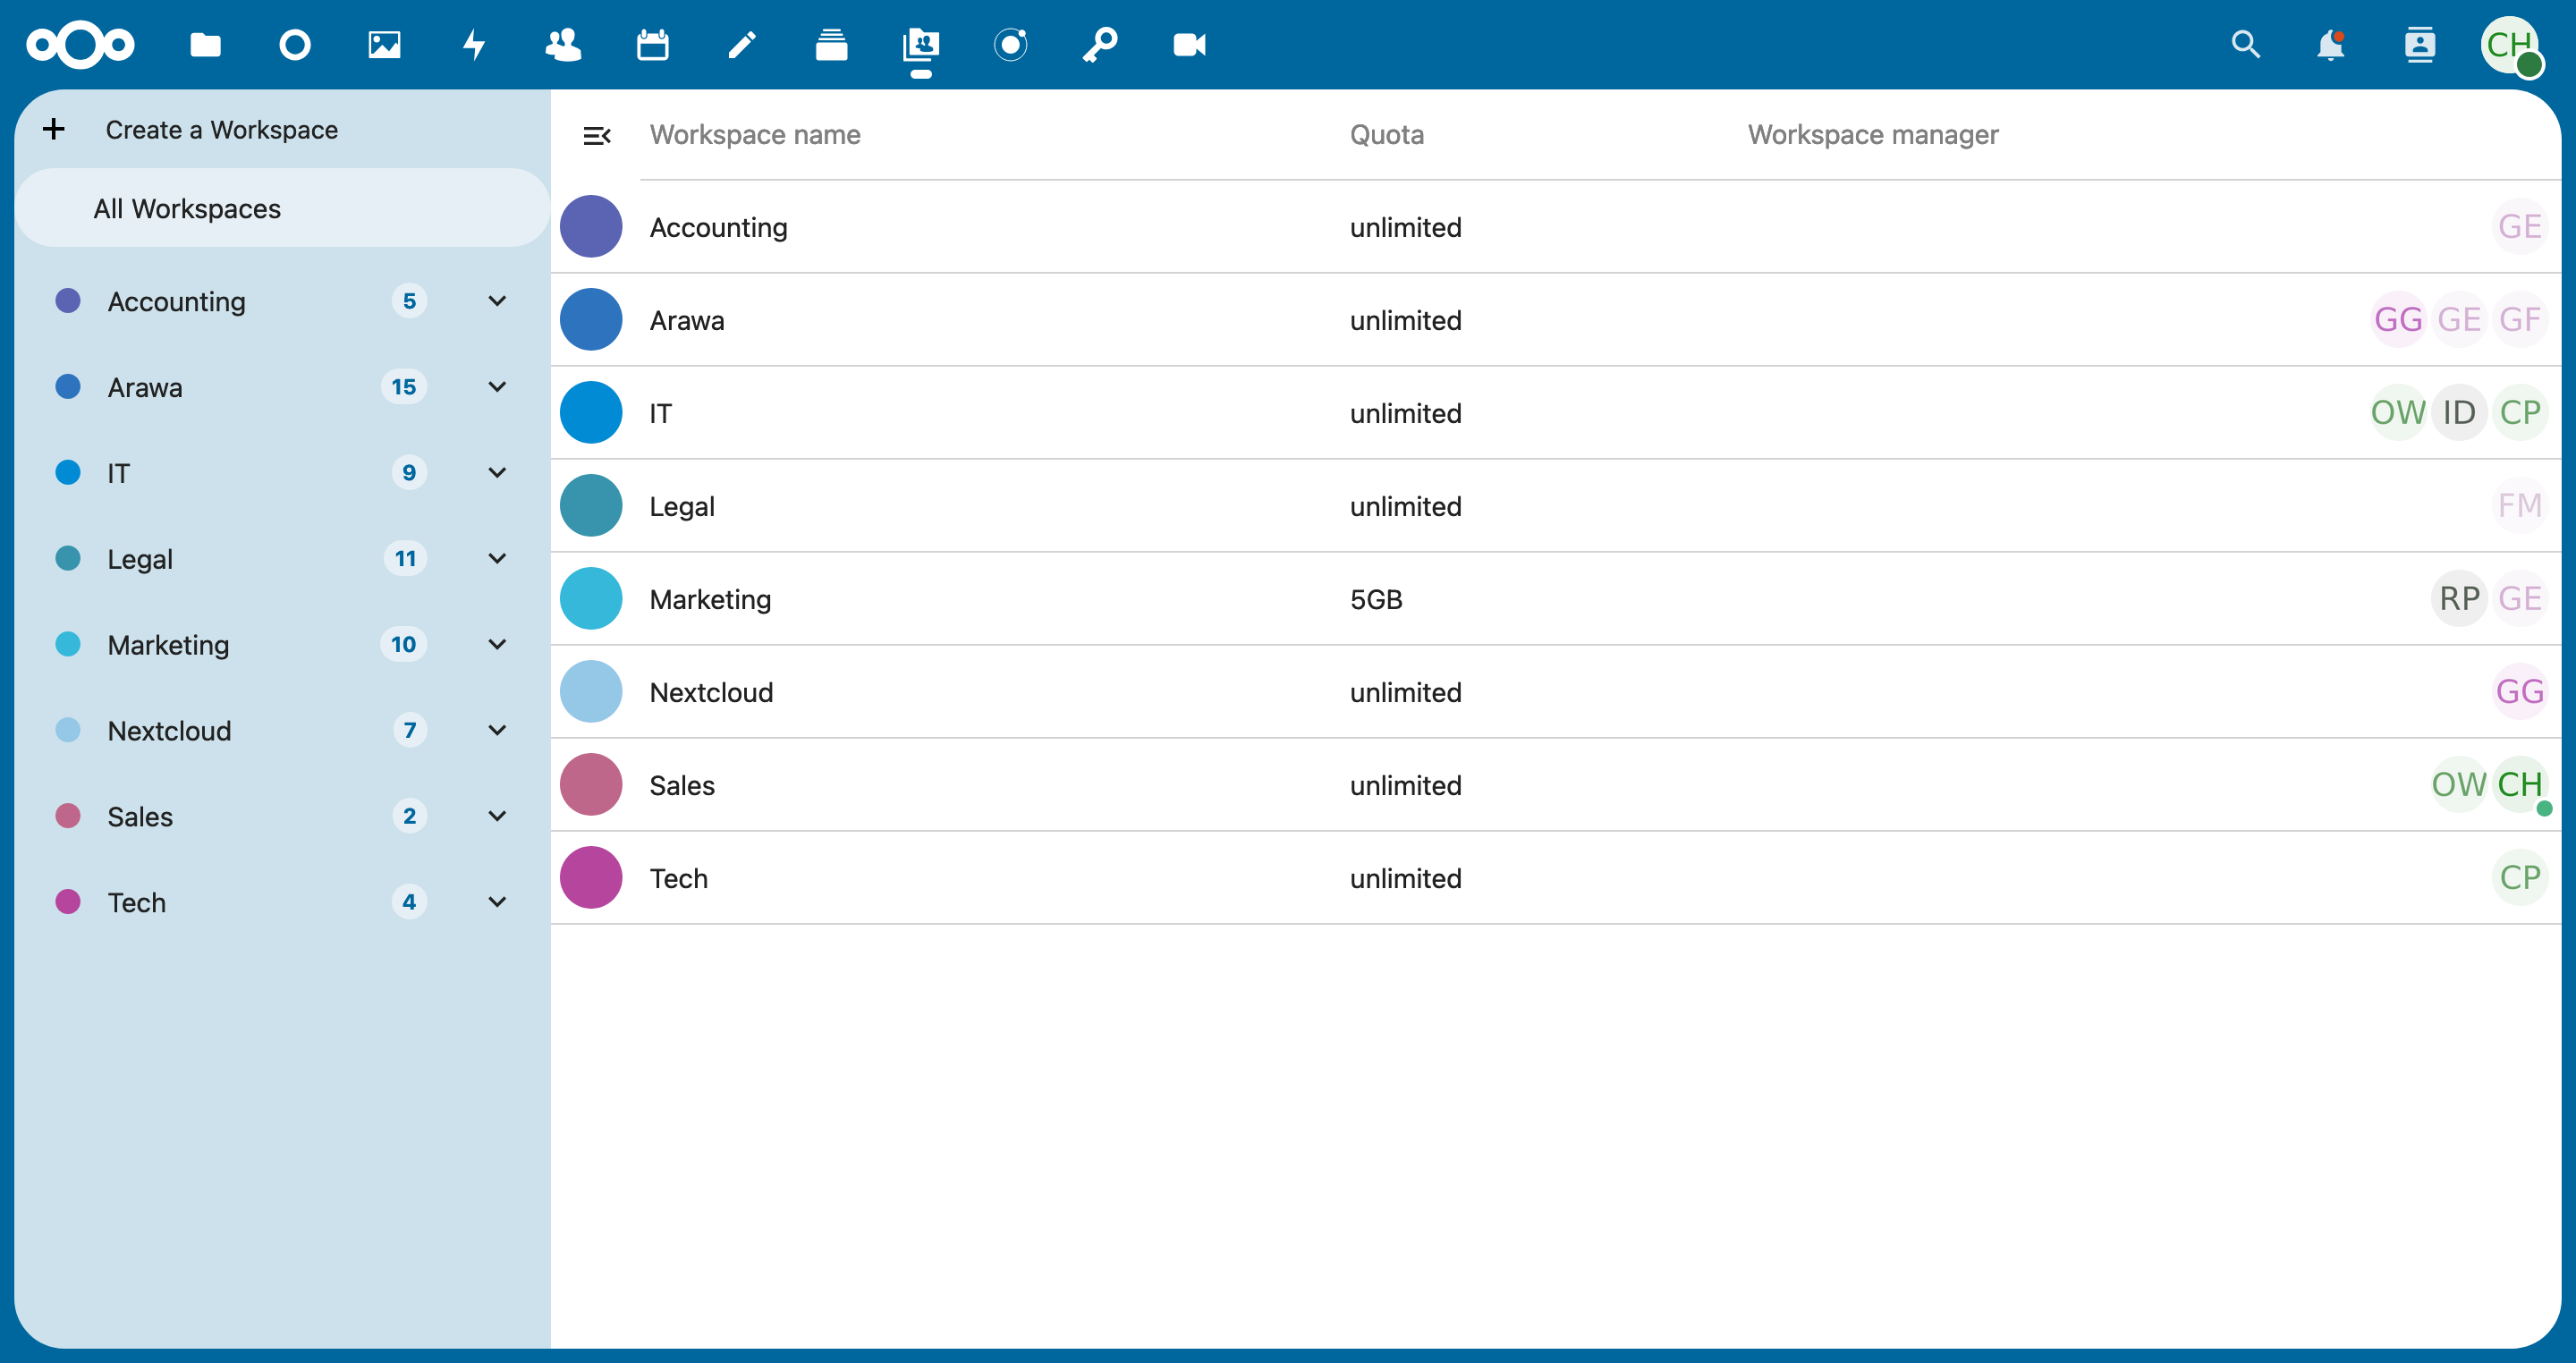 CH
Create a Workspace
All Workspaces
Accounting 5
Arawa 15
IT 9
Legal 11
Marketing 10
Nextcloud 7
Sales 2
Tech 4
Workspace name Quota Workspace manager
Accounting unlimited GE
Arawa unlimited GG GE GF
IT unlimited OW ID CP
Legal unlimited FM
Marketing 5GB RP GE
Nextcloud unlimited GG
Sales unlimited OW CH
Tech unlimited CP